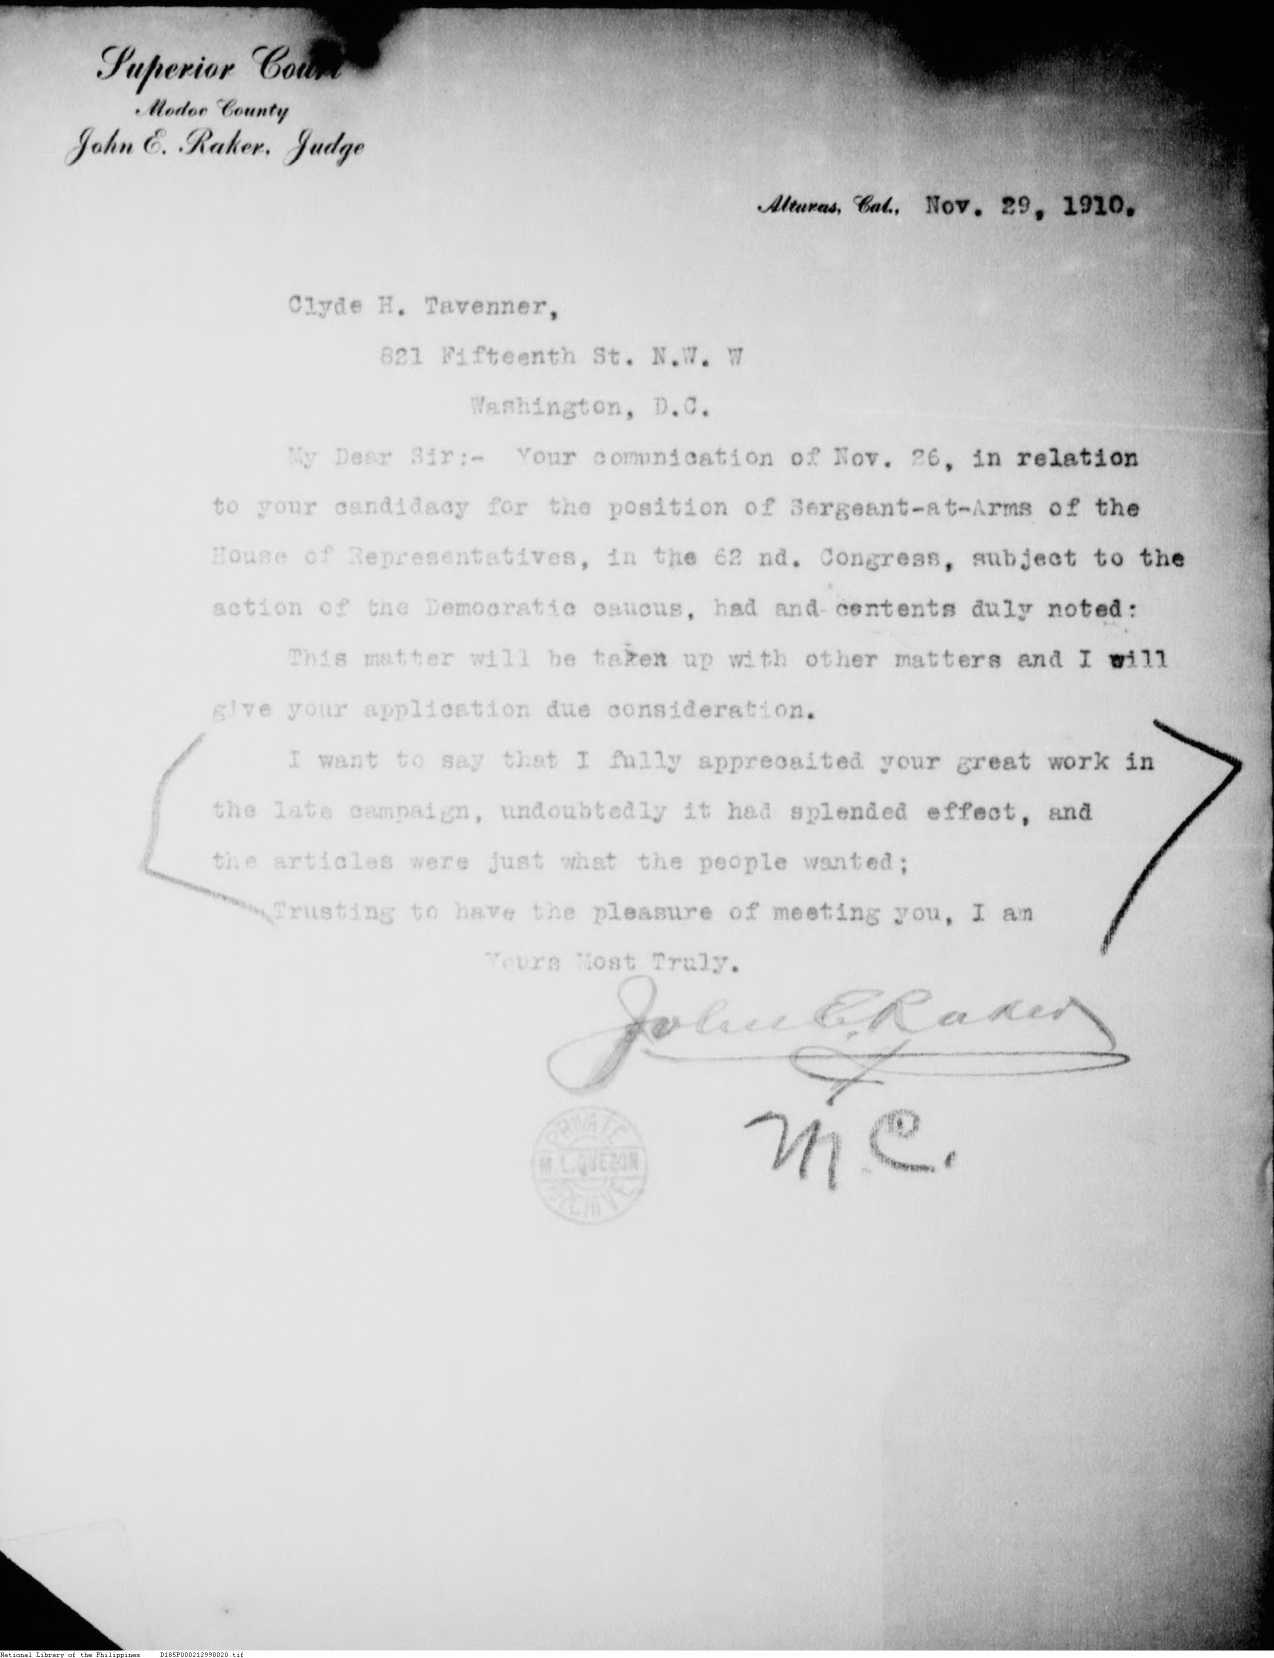 Superior Court
Modoc County
John E. Raker, Judge
Alturas, Cal., Nov. 29, 1910.
Clyde H. Tavenner,
821 Fifteenth St. N.W. W
Washington, D.C.
My Dear Sir:- Your comunication of Nov. 26, in relation
to your candidacy for the position of Sergeant-at-Arms of the
House of Representatives, in the 62 nd. Congress, subject to the
action of the Democratic caucus, had and contents duly noted:
This matter will be taken up with other matters and I will
give your application due consideration.
I want to say that I fully apprecaited your great work in
the late campaign, undoubtedly it had splended effect, and
the articles were just what the people wanted;
Trusting to have the pleasure of meeting you, I am
Yours Most Truly.
John E. Raker
M.C.
PRIVATE
M. L. QUEZON
ARCHIVE
National Library of the Philippines D185P000212998020.tif